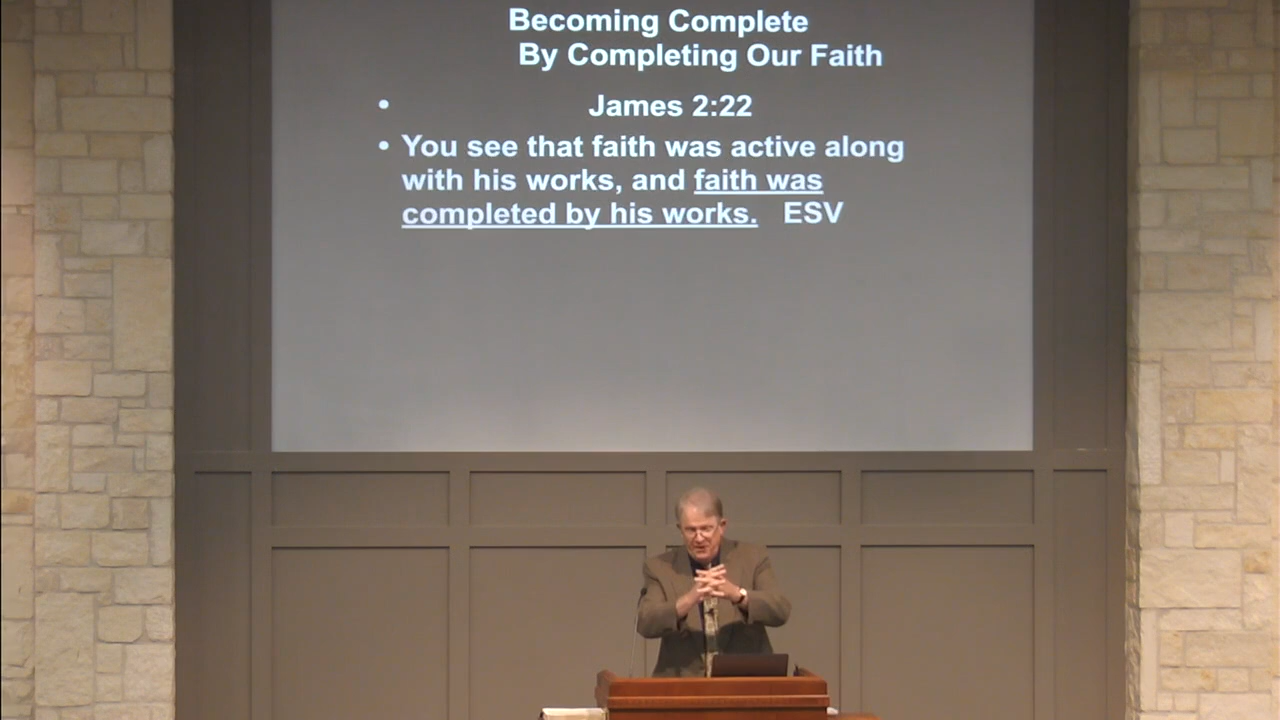 Becoming Complete
By Completing Our Faith
• James 2:22
• You see that faith was active along
with his works, and faith was
completed by his works. ESV